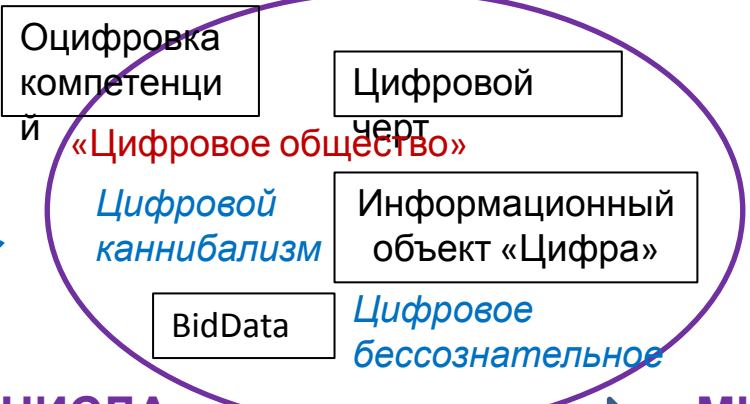 Оцифровка
компетенци
й
Цифровой
черт
«Цифровое общество»
Цифровой
каннибализм
Информационный
объект «Цифра»
BidData
Цифровое
бессознательное